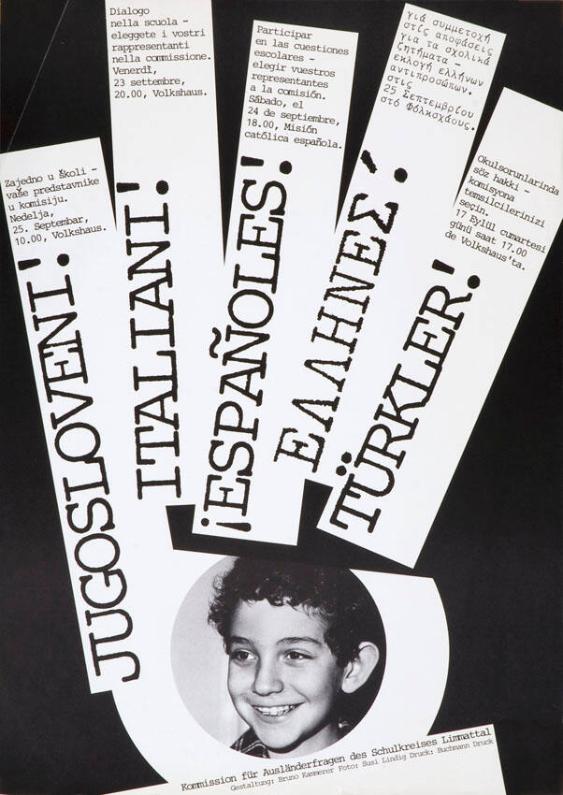 Zajedno u školi -
vaše predstavnike
u komisiju.
Nedelja,
25. Septembar,
10.00, Volkshaus.
JUGOSLOVENI!
Dialogo
nella scuola -
eleggete i vostri
rappresentanti
nella commissione.
Venerdì,
23 settembre,
20.00, Volkshaus.
ITALIANI!
Participar
en las cuestiones
escolares -
elegir vuestros
representantes
a la comisión.
Sábado, el
24 de septiembre,
18.00, Misión
católica española.
¡ESPAÑOLES!
γιά συμμετοχή
στίς ἀποφάσεις
για τα σχολικά
ζητήματα -
εκλογή ελλήνων
αντιπροσώπων.
στις
25 Σεπτεμβρίου
στό Φόλκσχάους.
ΕΛΛΗΝΕΣ!
Okulsorunlarinda
söz hakki -
komisyona
temsilcilerinizi
seçin.
17 Eylül cumartesi
günü saat 17.00
de Volkshaus'ta.
TÜRKLER!
Kommission für Ausländerfragen des Schulkreises Limmattal
Gestaltung: Bruno Kammerer Foto: Susi Lindig Druck: Buchmann Druck